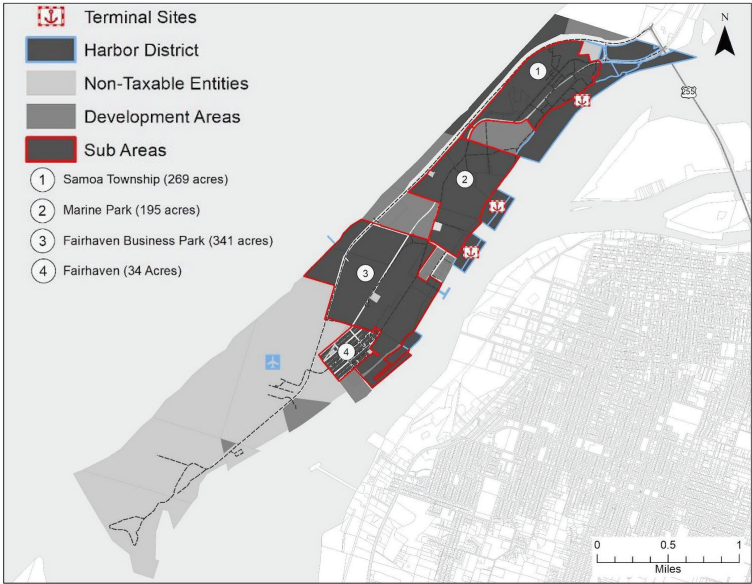 Terminal Sites
Harbor District
Non-Taxable Entities
Development Areas
Sub Areas
1 Samoa Township (269 acres)
2 Marine Park (195 acres)
3 Fairhaven Business Park (341 acres)
4 Fairhaven (34 Acres)
N
255
1
2
3
4
0 0.5 1
Miles